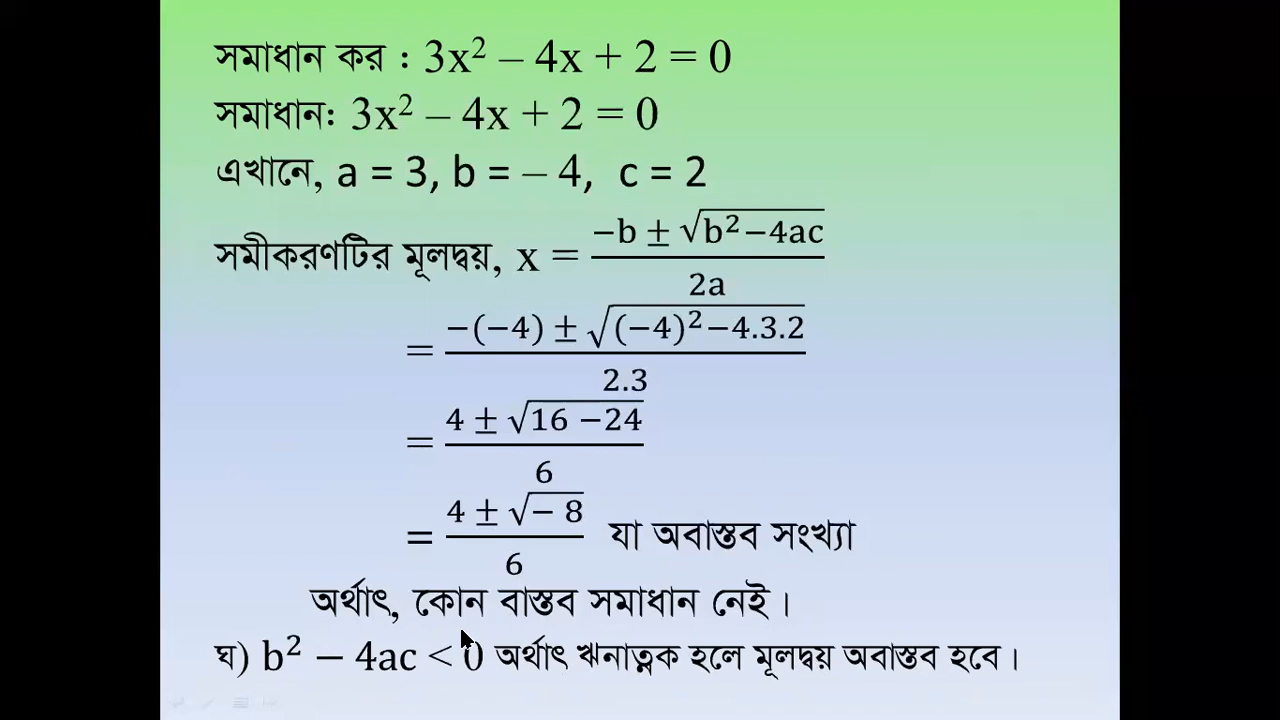 সমাধান কর : 3x² – 4x + 2 = 0
সমাধান: 3x² – 4x + 2 = 0
এখানে, a = 3, b = – 4, c = 2
সমীকরণটির মূলদ্বয়, x = (−b ± √(b²−4ac)) / 2a
= (−(−4) ± √((−4)²−4.3.2)) / 2.3
= (4 ± √(16 −24)) / 6
= (4 ± √(− 8)) / 6 যা অবাস্তব সংখ্যা
অর্থাৎ, কোন বাস্তব সমাধান নেই।
ঘ) b² − 4ac < 0 অর্থাৎ ঋনাত্নক হলে মূলদ্বয় অবাস্তব হবে।